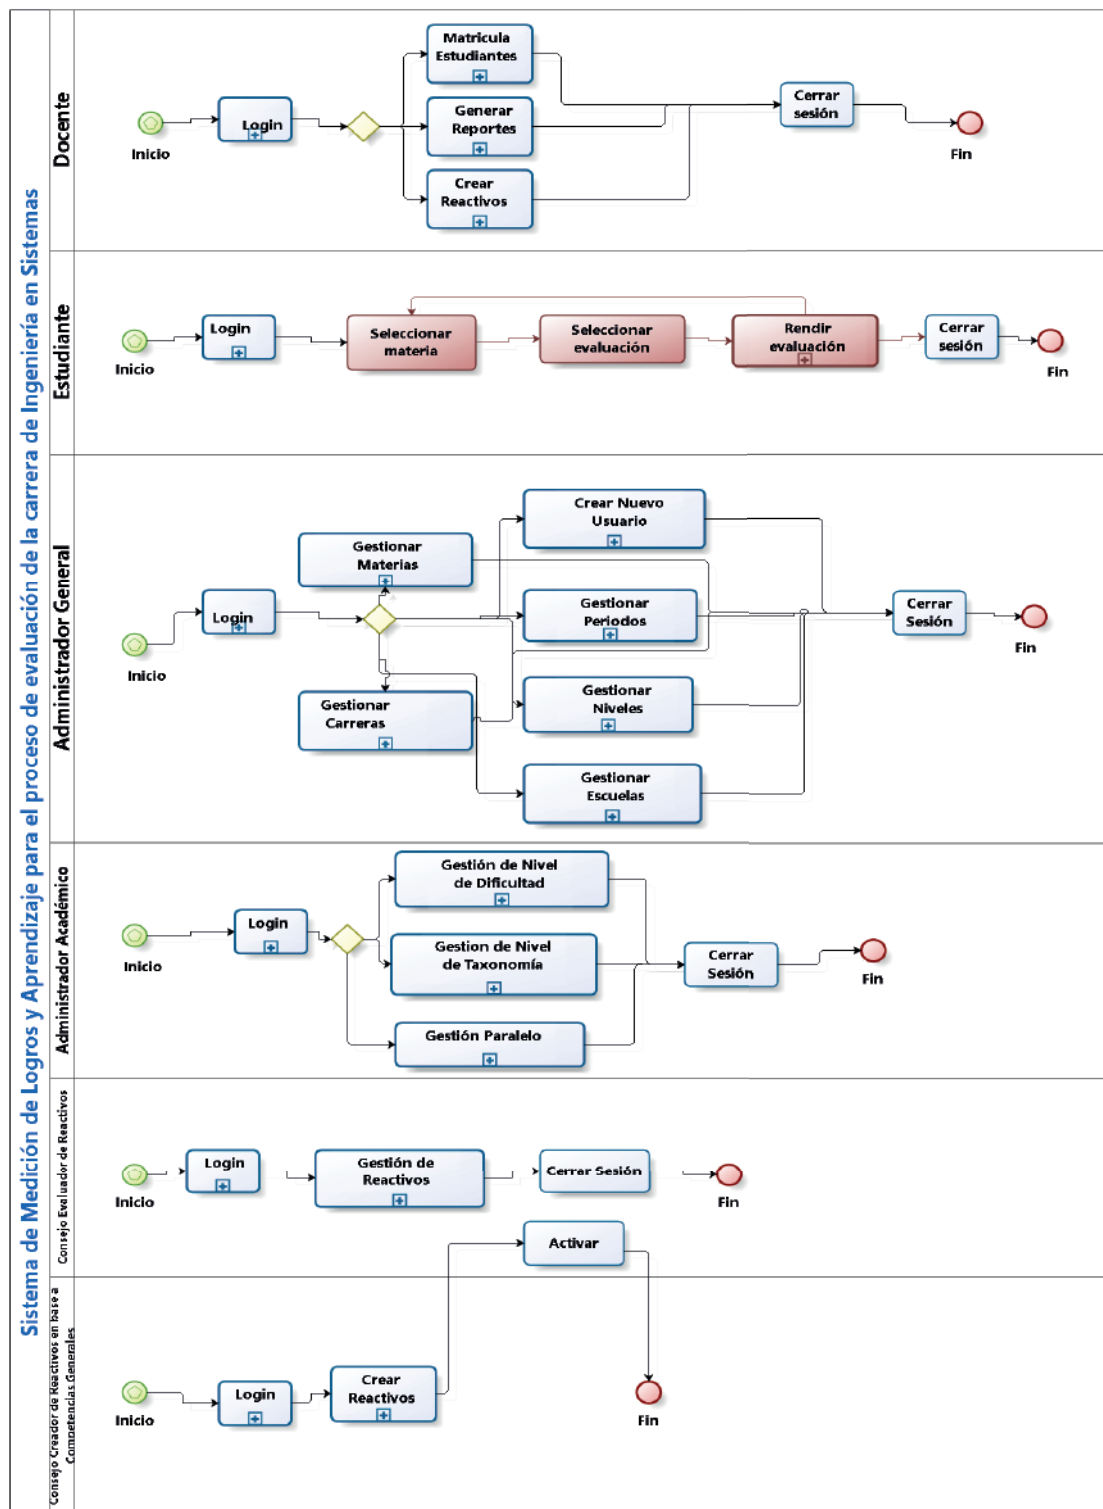 Sistema de Medición de Logros y Aprendizaje para el proceso de evaluación de la carrera de Ingeniería en Sistemas
Docente
Inicio
Login
Matricula
Estudiantes
Generar
Reportes
Crear
Reactivos
Cerrar
sesión
Fin
Estudiante
Inicio
Login
Seleccionar
materia
Seleccionar
evaluación
Rendir
evaluación
Cerrar
sesión
Fin
Administrador General
Inicio
Login
Gestionar
Materias
Gestionar
Carreras
Crear Nuevo
Usuario
Gestionar
Periodos
Gestionar
Niveles
Gestionar
Escuelas
Cerrar
Sesión
Fin
Administrador Académico
Inicio
Login
Gestión de Nivel
de Dificultad
Gestion de Nivel
de Taxonomía
Gestión Paralelo
Cerrar
Sesión
Fin
Consejo Evaluador de Reactivos
Inicio
Login
Gestión de
Reactivos
Cerrar Sesión
Fin
Activar
Consejo Creador de Reactivos en base a
Competencias Generales
Inicio
Login
Crear
Reactivos
Fin